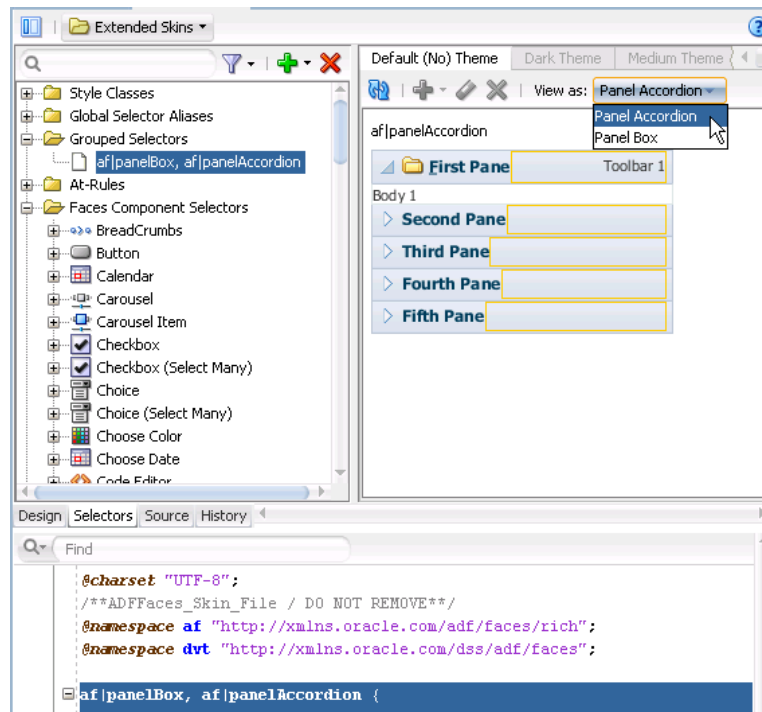 Extended Skins
Default (No) Theme Dark Theme Medium Theme
View as: Panel Accordion
Panel Accordion
Panel Box
Style Classes
Global Selector Aliases
Grouped Selectors
af|panelBox, af|panelAccordion
At-Rules
Faces Component Selectors
BreadCrumbs
Button
Calendar
Carousel
Carousel Item
Checkbox
Checkbox (Select Many)
Choice
Choice (Select Many)
Choose Color
Choose Date
Code Editor
af|panelAccordion
First Pane Toolbar 1
Body 1
Second Pane
Third Pane
Fourth Pane
Fifth Pane
Design Selectors Source History
Find
@charset "UTF-8";
/**ADFFaces_Skin_File / DO NOT REMOVE**/
@namespace af "http://xmlns.oracle.com/adf/faces/rich";
@namespace dvt "http://xmlns.oracle.com/dss/adf/faces";
af|panelBox, af|panelAccordion {